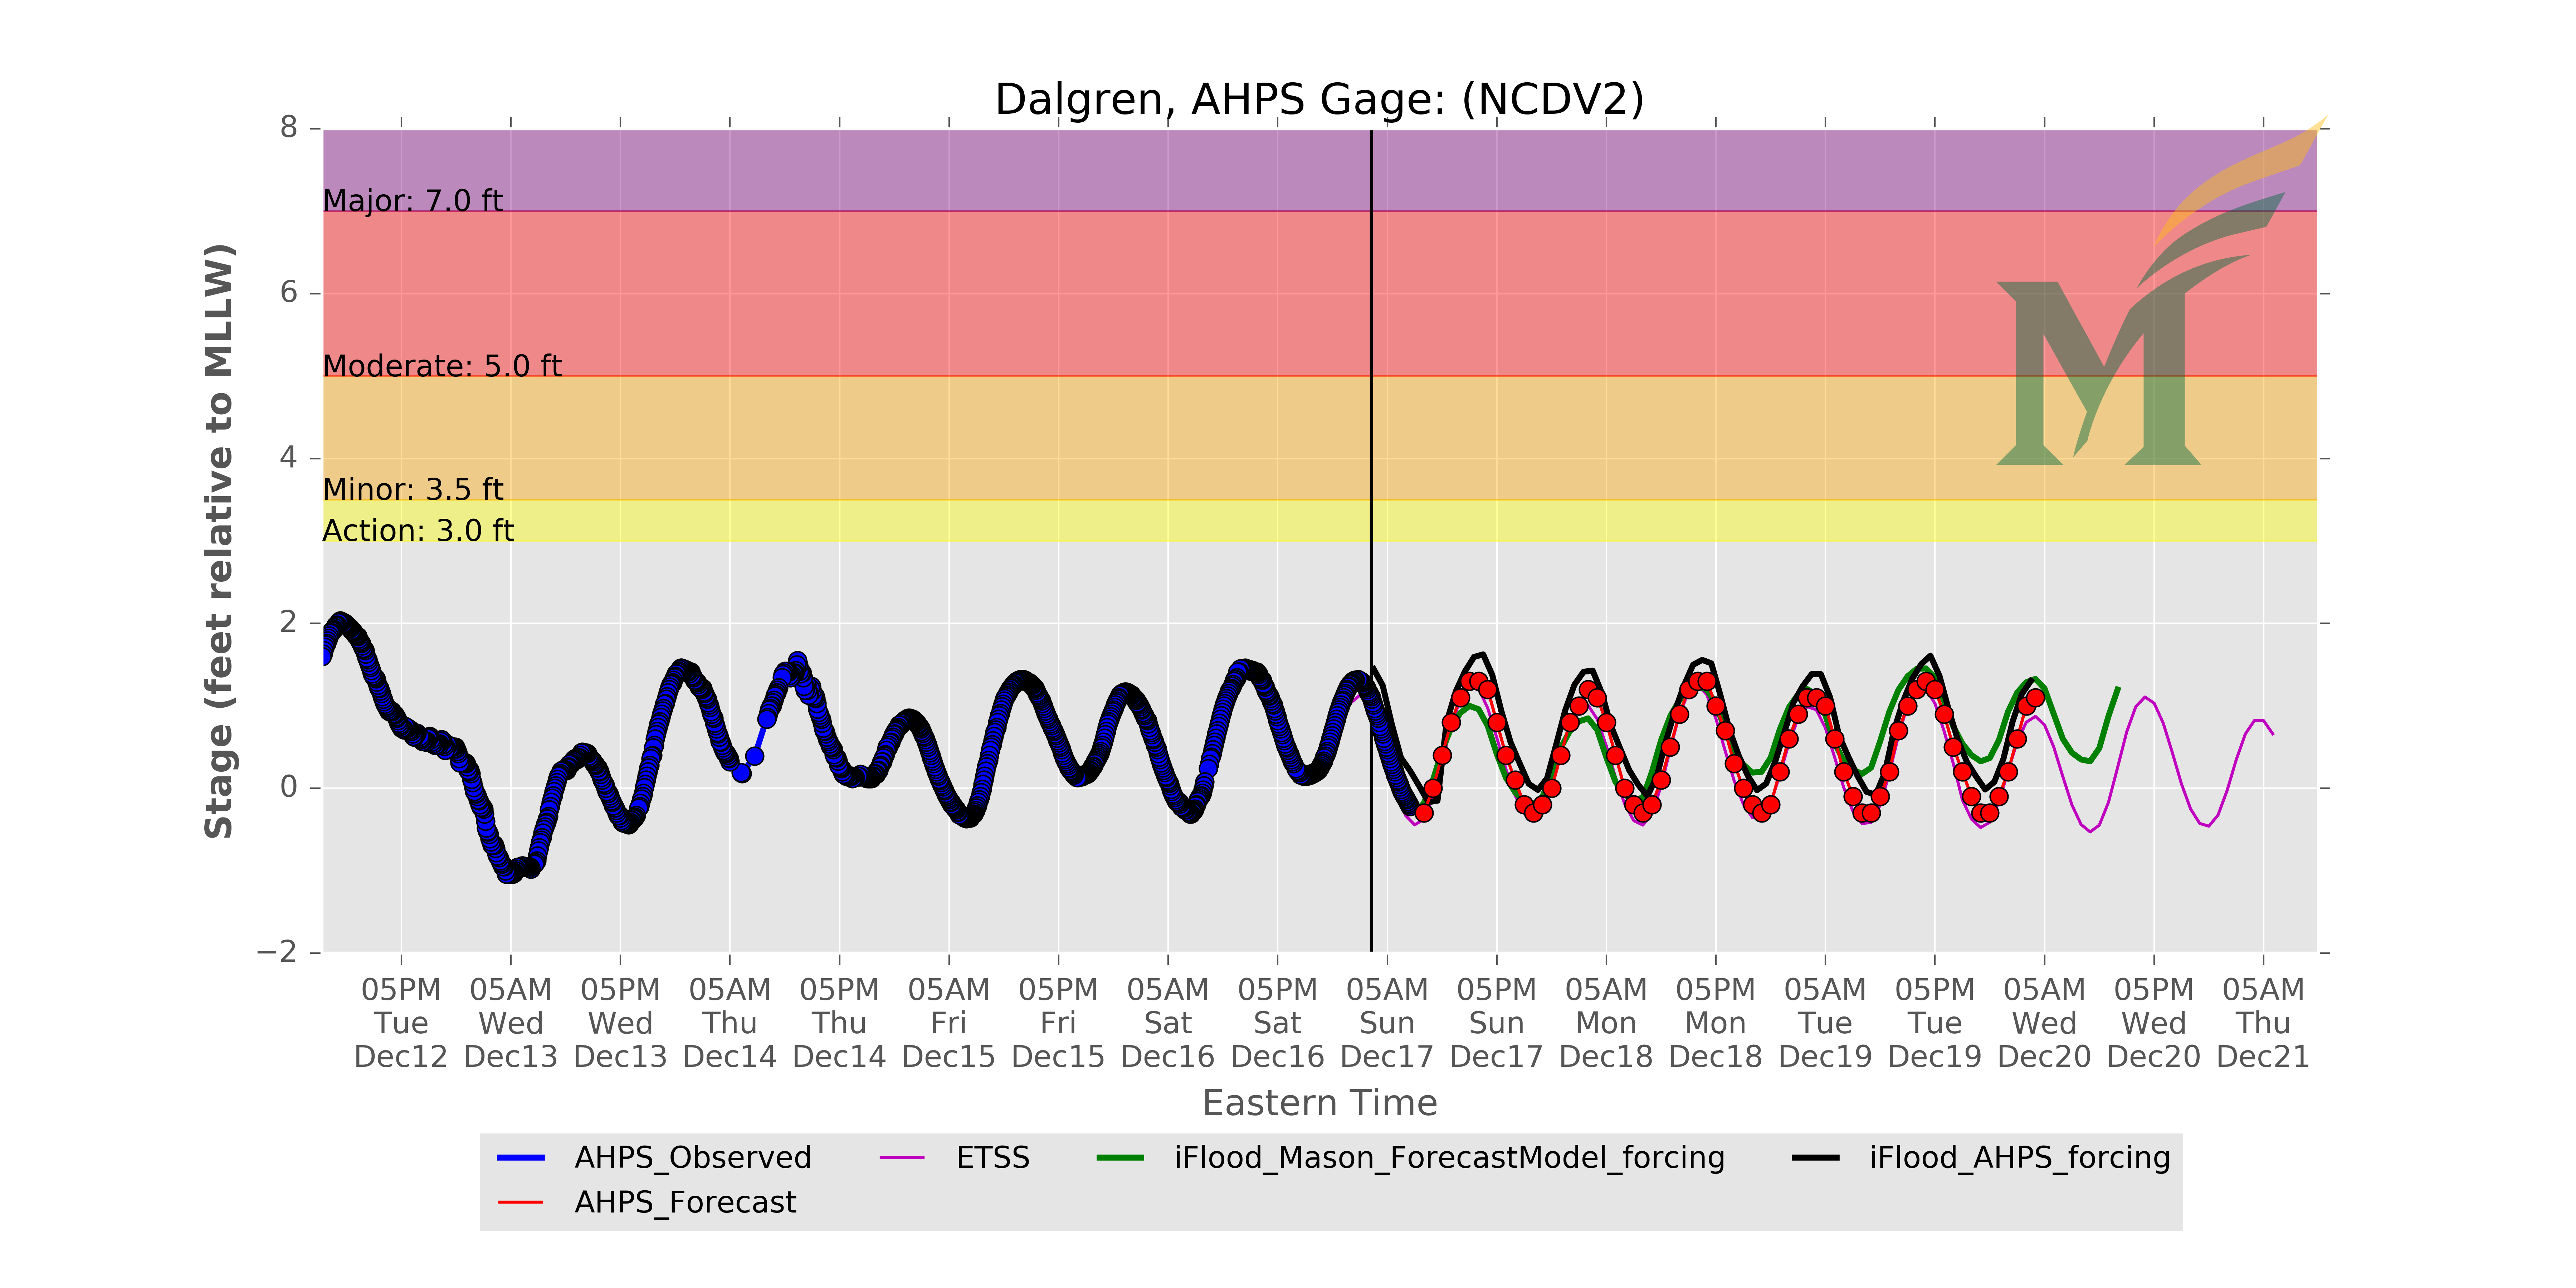 Dalgren, AHPS Gage: (NCDV2)
8
Major: 7.0 ft
6
Moderate: 5.0 ft
4
Minor: 3.5 ft
Action: 3.0 ft
2
0
−2
Stage (feet relative to MLLW)
05PM 05AM 05PM 05AM 05PM 05AM 05PM 05AM 05PM 05AM 05PM 05AM 05PM 05AM 05PM 05AM 05PM 05AM
Tue Wed Wed Thu Thu Fri Fri Sat Sat Sun Sun Mon Mon Tue Tue Wed Wed Thu
Dec12 Dec13 Dec13 Dec14 Dec14 Dec15 Dec15 Dec16 Dec16 Dec17 Dec17 Dec18 Dec18 Dec19 Dec19 Dec20 Dec20 Dec21
Eastern Time
AHPS_Observed ETSS iFlood_Mason_ForecastModel_forcing iFlood_AHPS_forcing
AHPS_Forecast
M